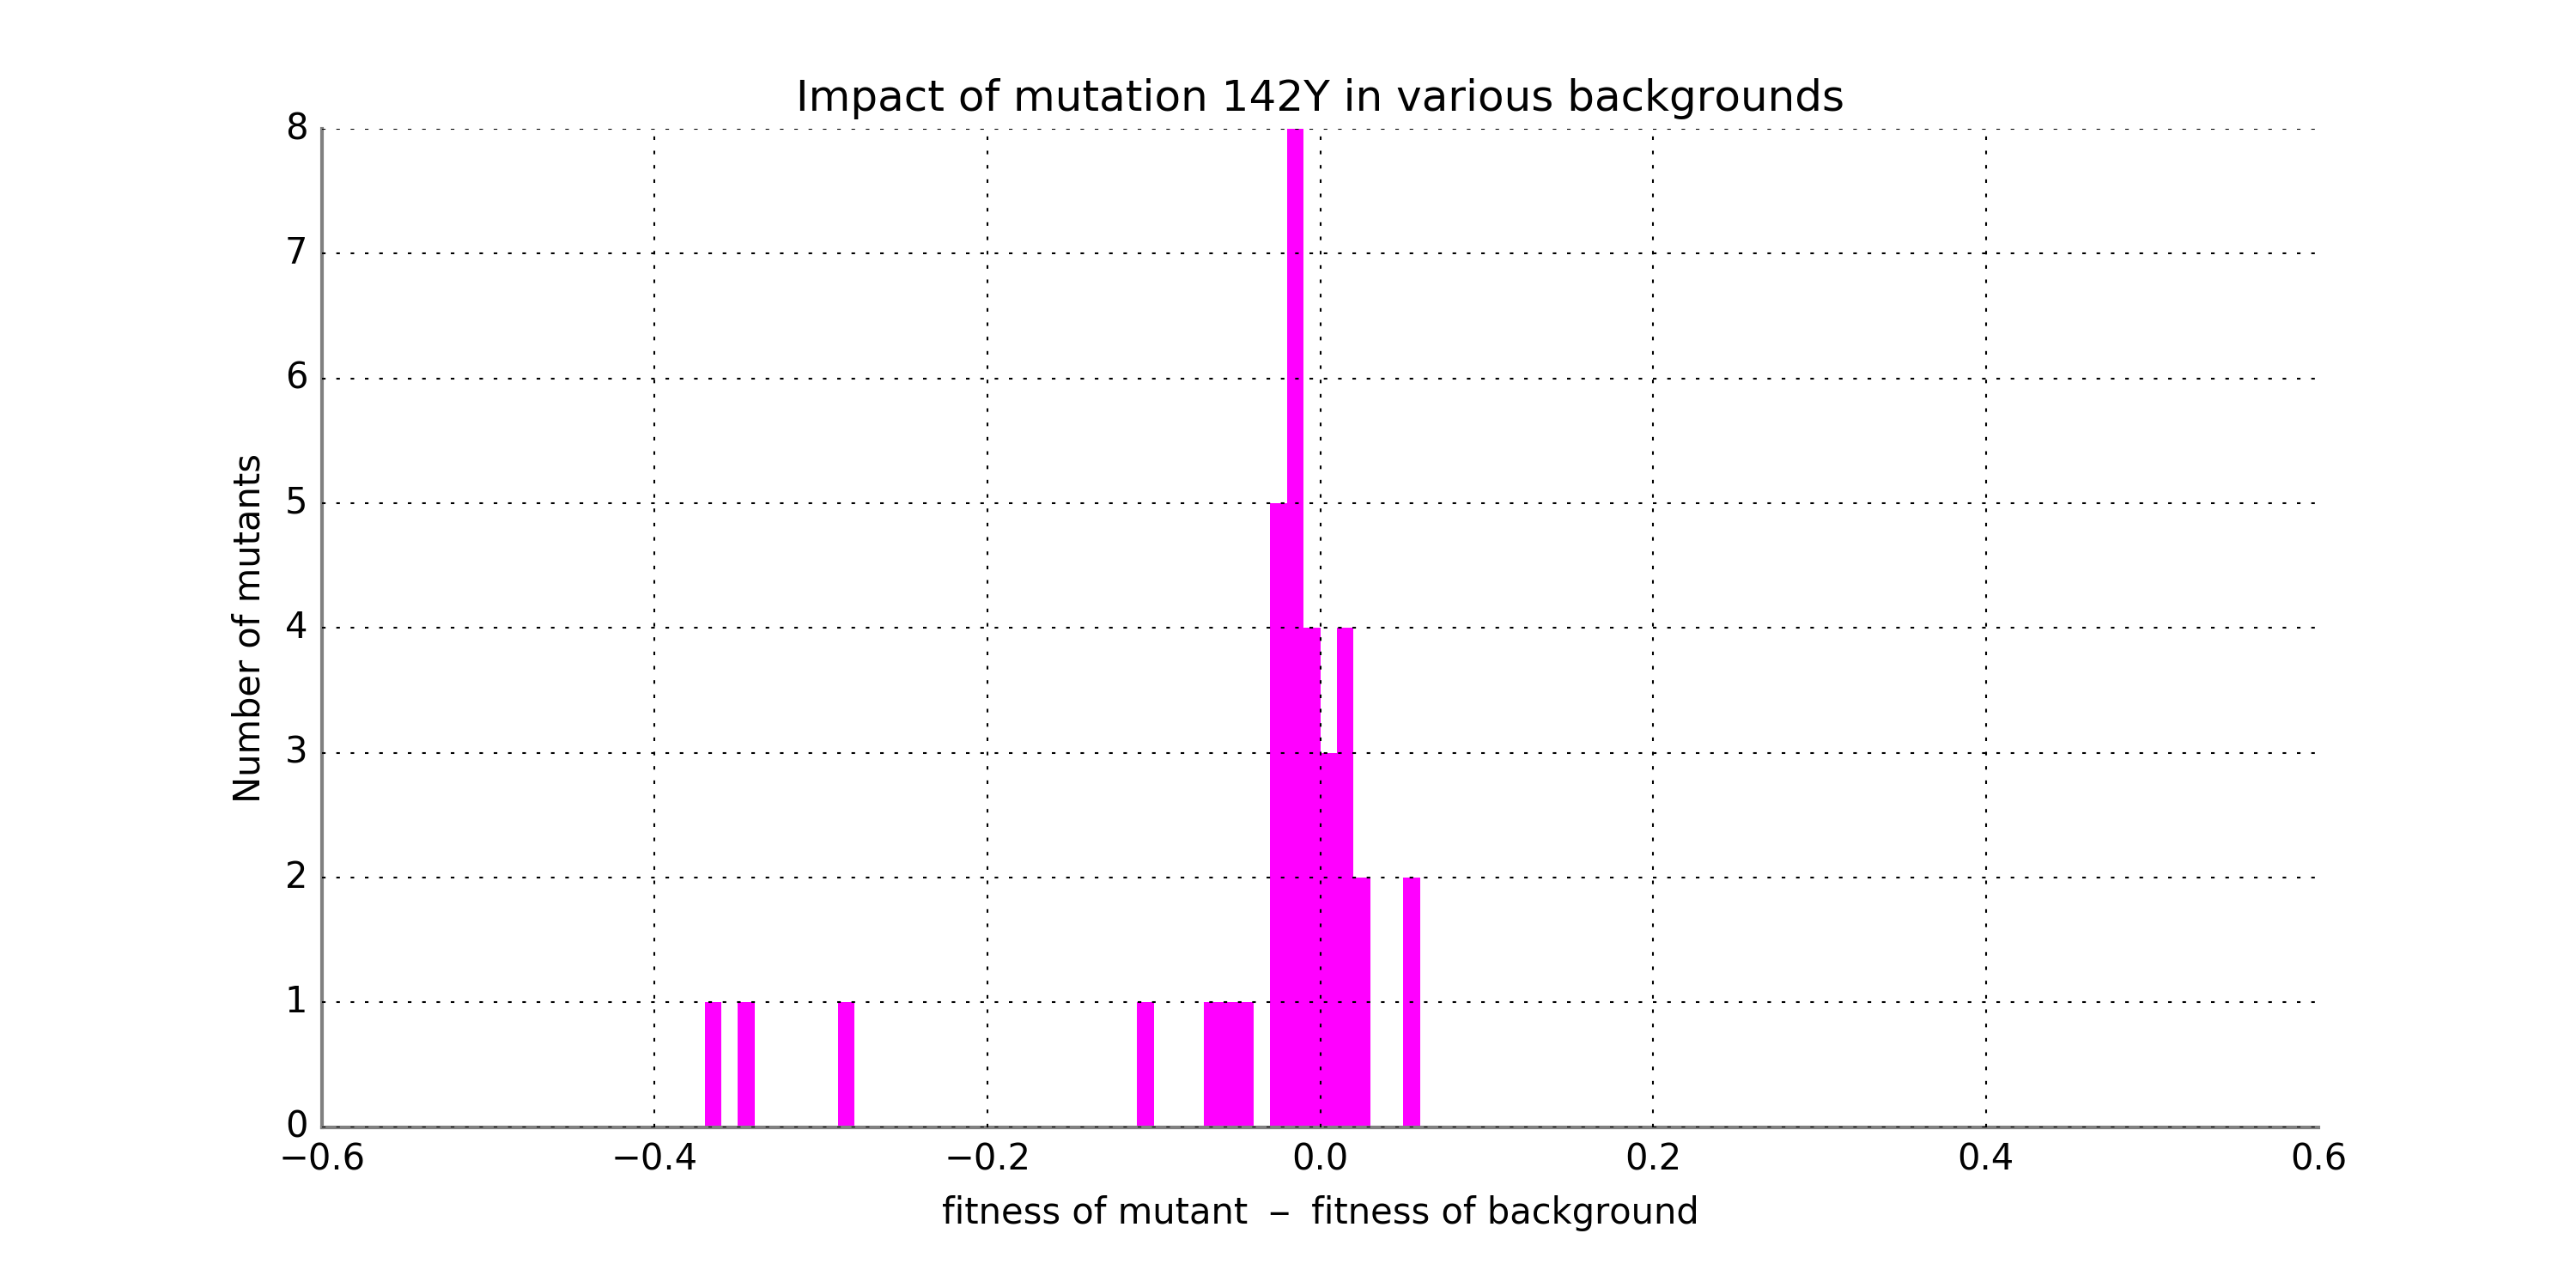 Impact of mutation 142Y in various backgrounds
8
7
6
5
4
3
2
1
0
Number of mutants
−0.6 −0.4 −0.2 0.0 0.2 0.4 0.6
fitness of mutant − fitness of background